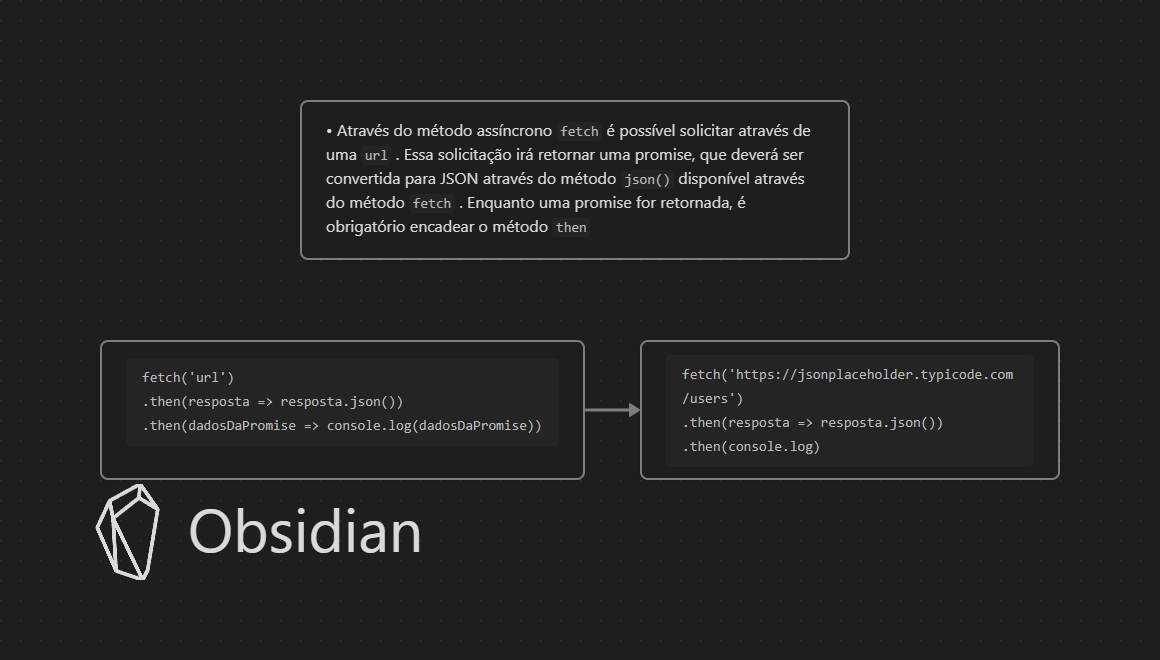 • Através do método assíncrono fetch é possível solicitar através de
uma url . Essa solicitação irá retornar uma promise, que deverá ser
convertida para JSON através do método json() disponível através
do método fetch . Enquanto uma promise for retornada, é
obrigatório encadear o método then
fetch('url')
.then(resposta => resposta.json())
.then(dadosDaPromise => console.log(dadosDaPromise))
fetch('https://jsonplaceholder.typicode.com
/users')
.then(resposta => resposta.json())
.then(console.log)
Obsidian